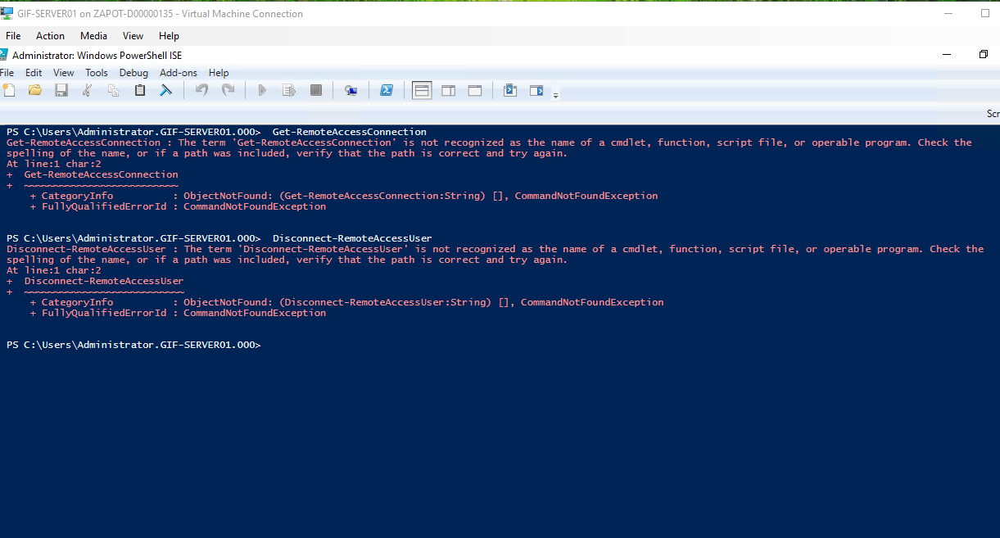 GIF-SERVER01 on ZAPOT-D00000135 - Virtual Machine Connection
File Action Media View Help
Administrator: Windows PowerShell ISE
File Edit View Tools Debug Add-ons Help
Scr
PS C:\Users\Administrator.GIF-SERVER01.000>  Get-RemoteAccessConnection
Get-RemoteAccessConnection : The term 'Get-RemoteAccessConnection' is not recognized as the name of a cmdlet, function, script file, or operable program. Check the
spelling of the name, or if a path was included, verify that the path is correct and try again.
At line:1 char:2
+  Get-RemoteAccessConnection
+  ~~~~~~~~~~~~~~~~~~~~~~~~~~
    + CategoryInfo          : ObjectNotFound: (Get-RemoteAccessConnection:String) [], CommandNotFoundException
    + FullyQualifiedErrorId : CommandNotFoundException
PS C:\Users\Administrator.GIF-SERVER01.000>  Disconnect-RemoteAccessUser
Disconnect-RemoteAccessUser : The term 'Disconnect-RemoteAccessUser' is not recognized as the name of a cmdlet, function, script file, or operable program. Check the
spelling of the name, or if a path was included, verify that the path is correct and try again.
At line:1 char:2
+  Disconnect-RemoteAccessUser
+  ~~~~~~~~~~~~~~~~~~~~~~~~~~~
    + CategoryInfo          : ObjectNotFound: (Disconnect-RemoteAccessUser:String) [], CommandNotFoundException
    + FullyQualifiedErrorId : CommandNotFoundException
PS C:\Users\Administrator.GIF-SERVER01.000>